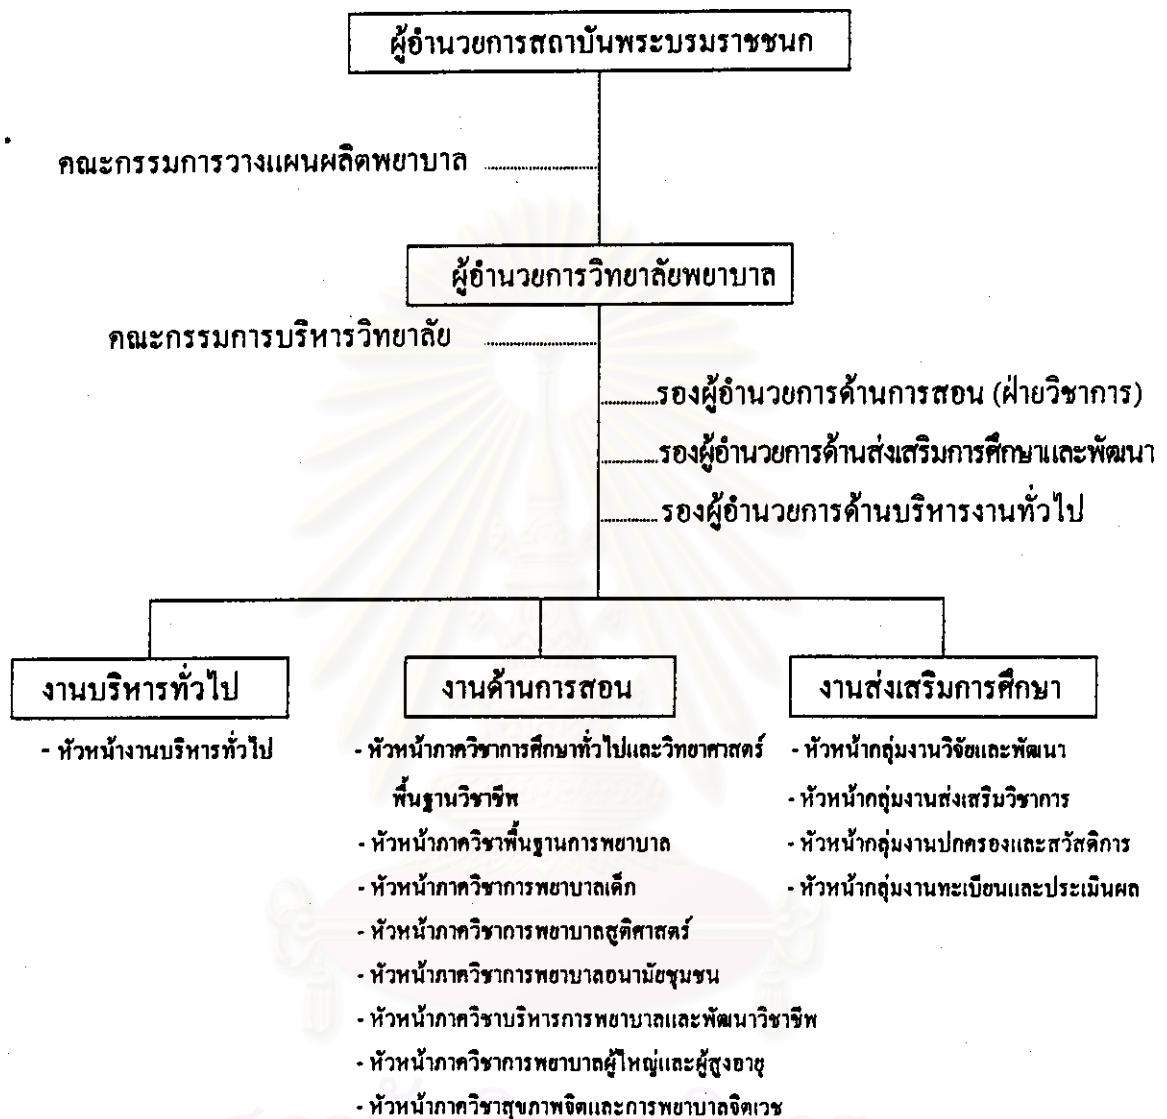 ผู้อำนวยการสถาบันพระบรมราชชนก
คณะกรรมการวางแผนผลิตพยาบาล
ผู้อำนวยการวิทยาลัยพยาบาล
คณะกรรมการบริหารวิทยาลัย
รองผู้อำนวยการด้านการสอน (ฝ่ายวิชาการ)
รองผู้อำนวยการด้านส่งเสริมการศึกษาและพัฒนา
รองผู้อำนวยการด้านบริหารงานทั่วไป
งานบริหารทั่วไป
- หัวหน้างานบริหารทั่วไป
งานด้านการสอน
- หัวหน้าภาควิชาการศึกษาทั่วไปและวิทยาศาสตร์
พื้นฐานวิชาชีพ
- หัวหน้าภาควิชาพื้นฐานการพยาบาล
- หัวหน้าภาควิชาการพยาบาลเด็ก
- หัวหน้าภาควิชาการพยาบาลสูติศาสตร์
- หัวหน้าภาควิชาการพยาบาลอนามัยชุมชน
- หัวหน้าภาควิชาบริหารการพยาบาลและพัฒนาวิชาชีพ
- หัวหน้าภาควิชาการพยาบาลผู้ใหญ่และผู้สูงอายุ
- หัวหน้าภาควิชาสุขภาพจิตและการพยาบาลจิตเวช
งานส่งเสริมการศึกษา
- หัวหน้ากลุ่มงานวิจัยและพัฒนา
- หัวหน้ากลุ่มงานส่งเสริมวิชาการ
- หัวหน้ากลุ่มงานปกครองและสวัสดิการ
- หัวหน้ากลุ่มงานทะเบียนและประเมินผล